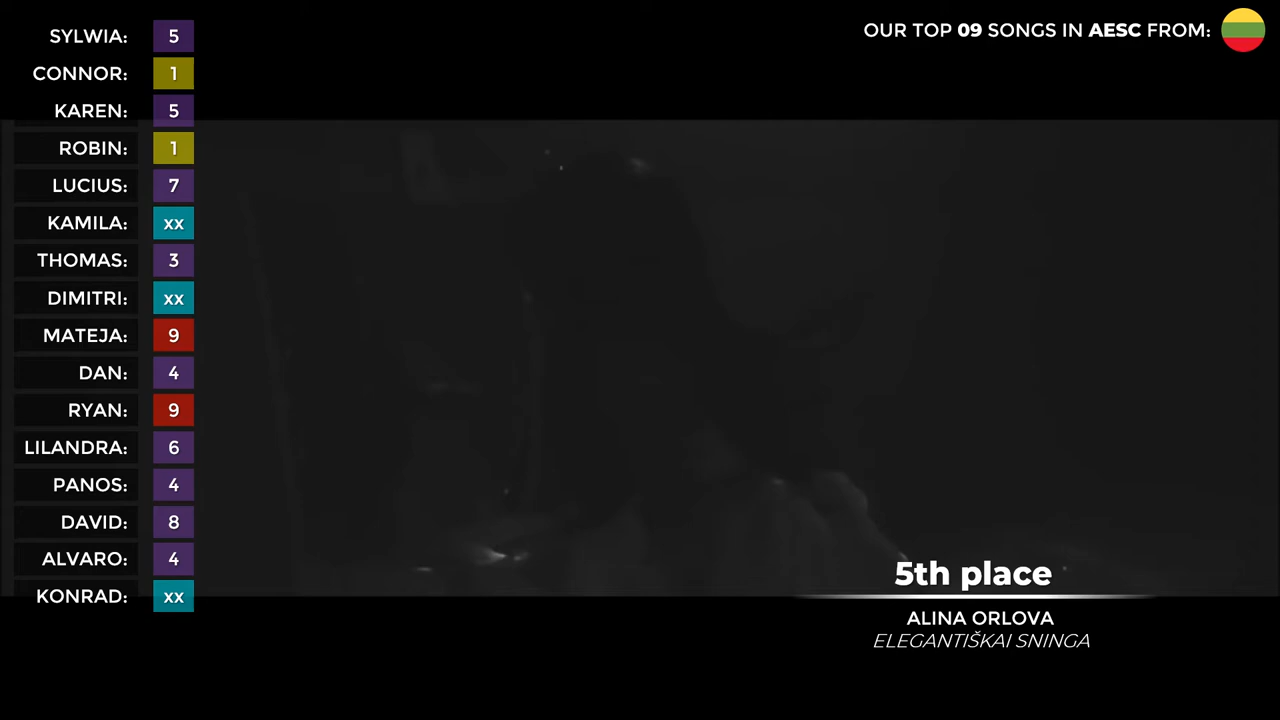 SYLWIA: 5
CONNOR: 1
KAREN: 5
ROBIN: 1
LUCIUS: 7
KAMILA: xx
THOMAS: 3
DIMITRI: xx
MATEJA: 9
DAN: 4
RYAN: 9
LILANDRA: 6
PANOS: 4
DAVID: 8
ALVARO: 4
KONRAD: xx
OUR TOP 09 SONGS IN AESC FROM:
5th place
ALINA ORLOVA
ELEGANTIŠKAI SNINGA